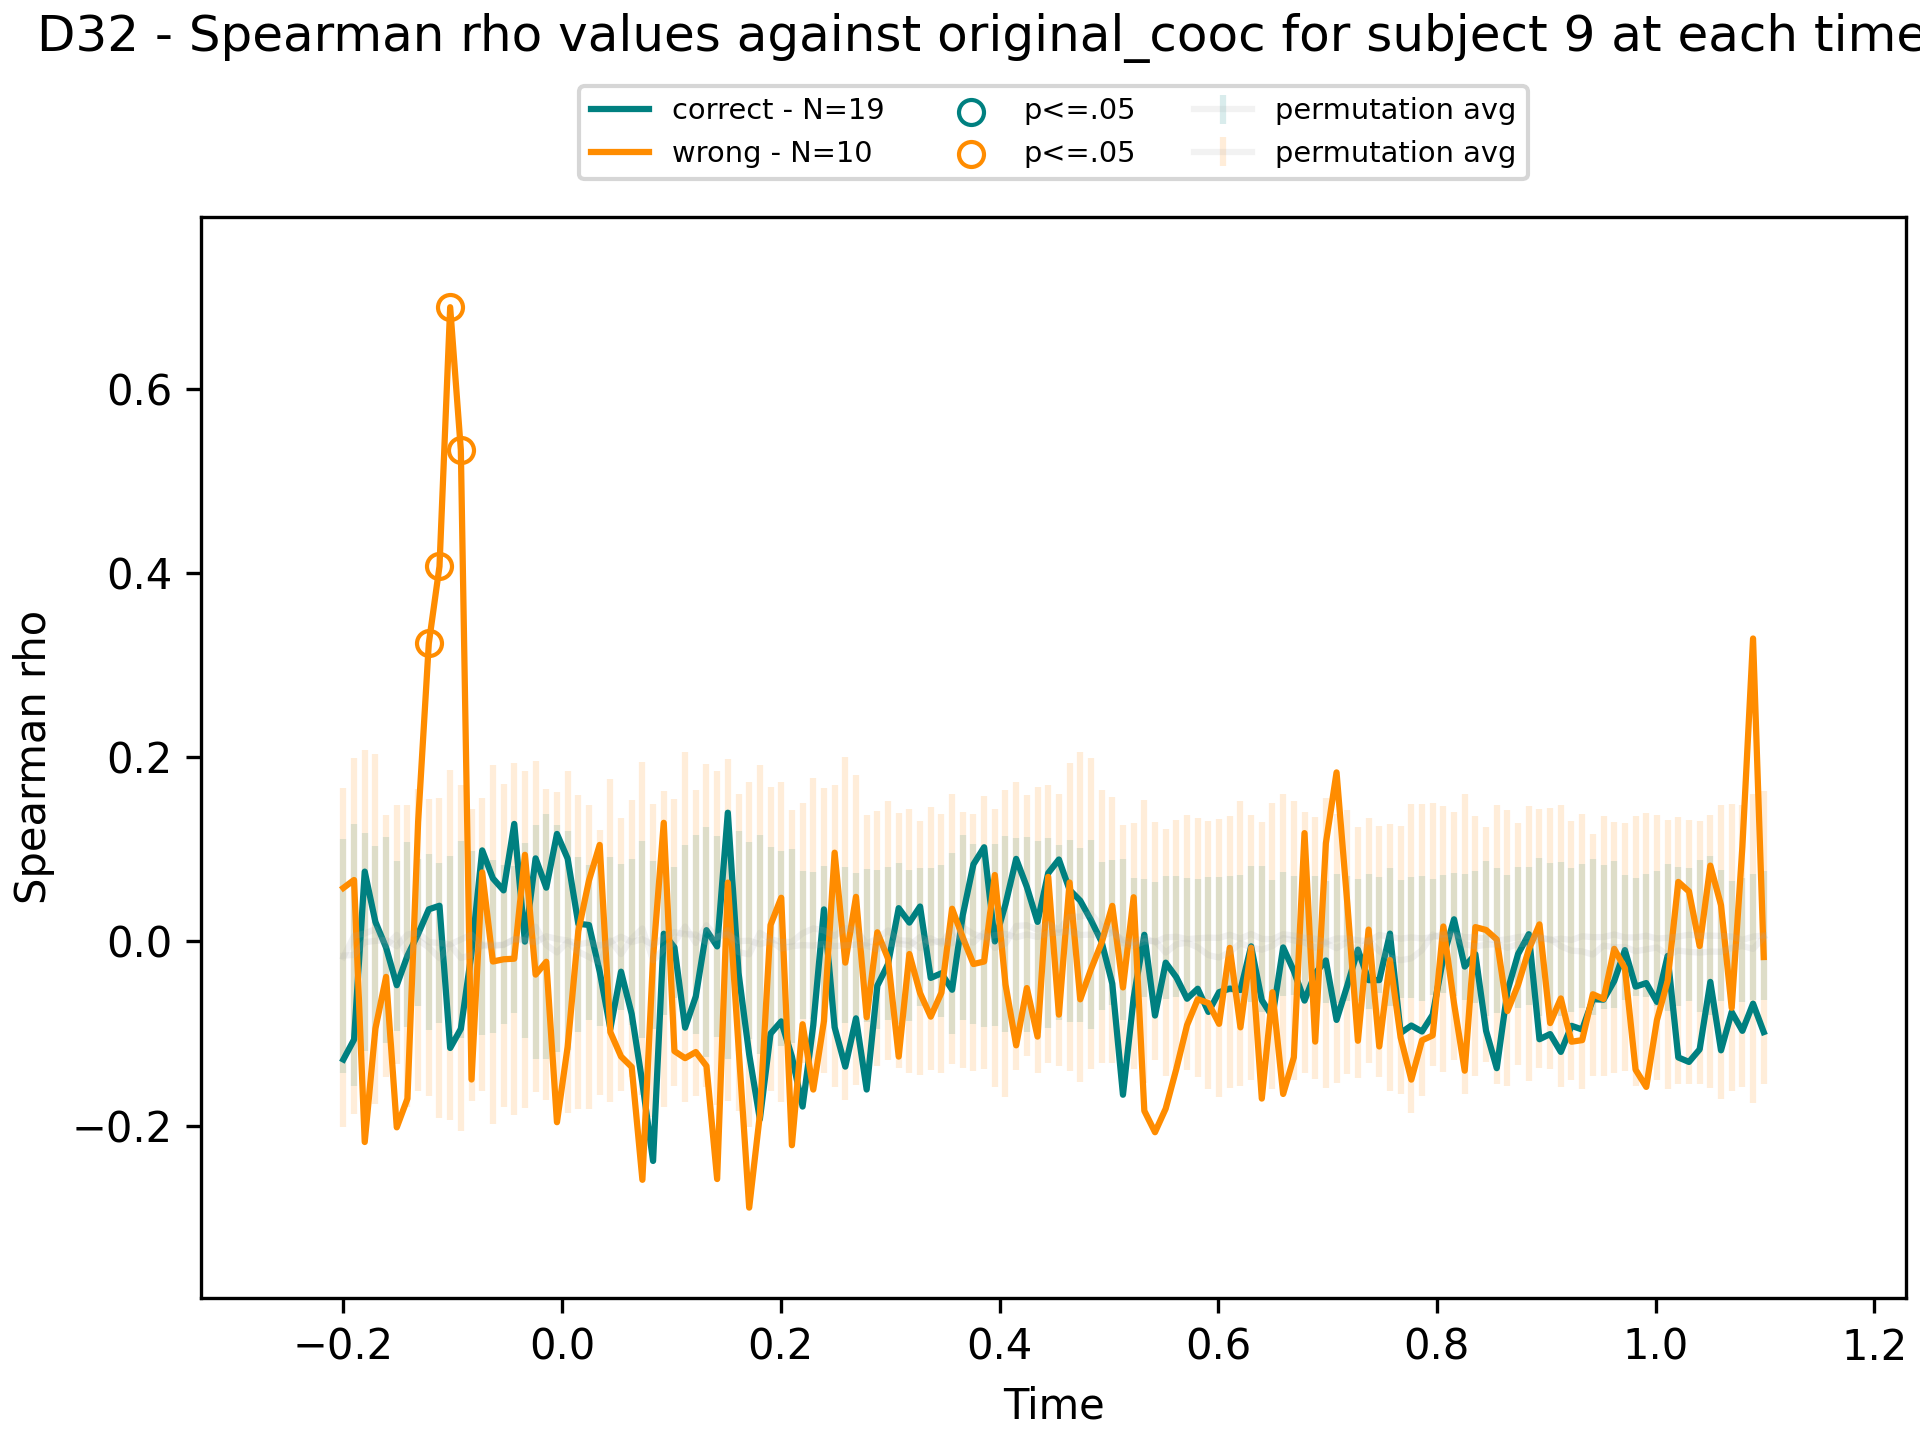 D32 - Spearman rho values against original_cooc for subject 9 at each time
correct - N=19
wrong - N=10
p<=.05
p<=.05
permutation avg
permutation avg
Spearman rho
0.6
0.4
0.2
0.0
−0.2
−0.2
0.0
0.2
0.4
0.6
0.8
1.0
1.2
Time